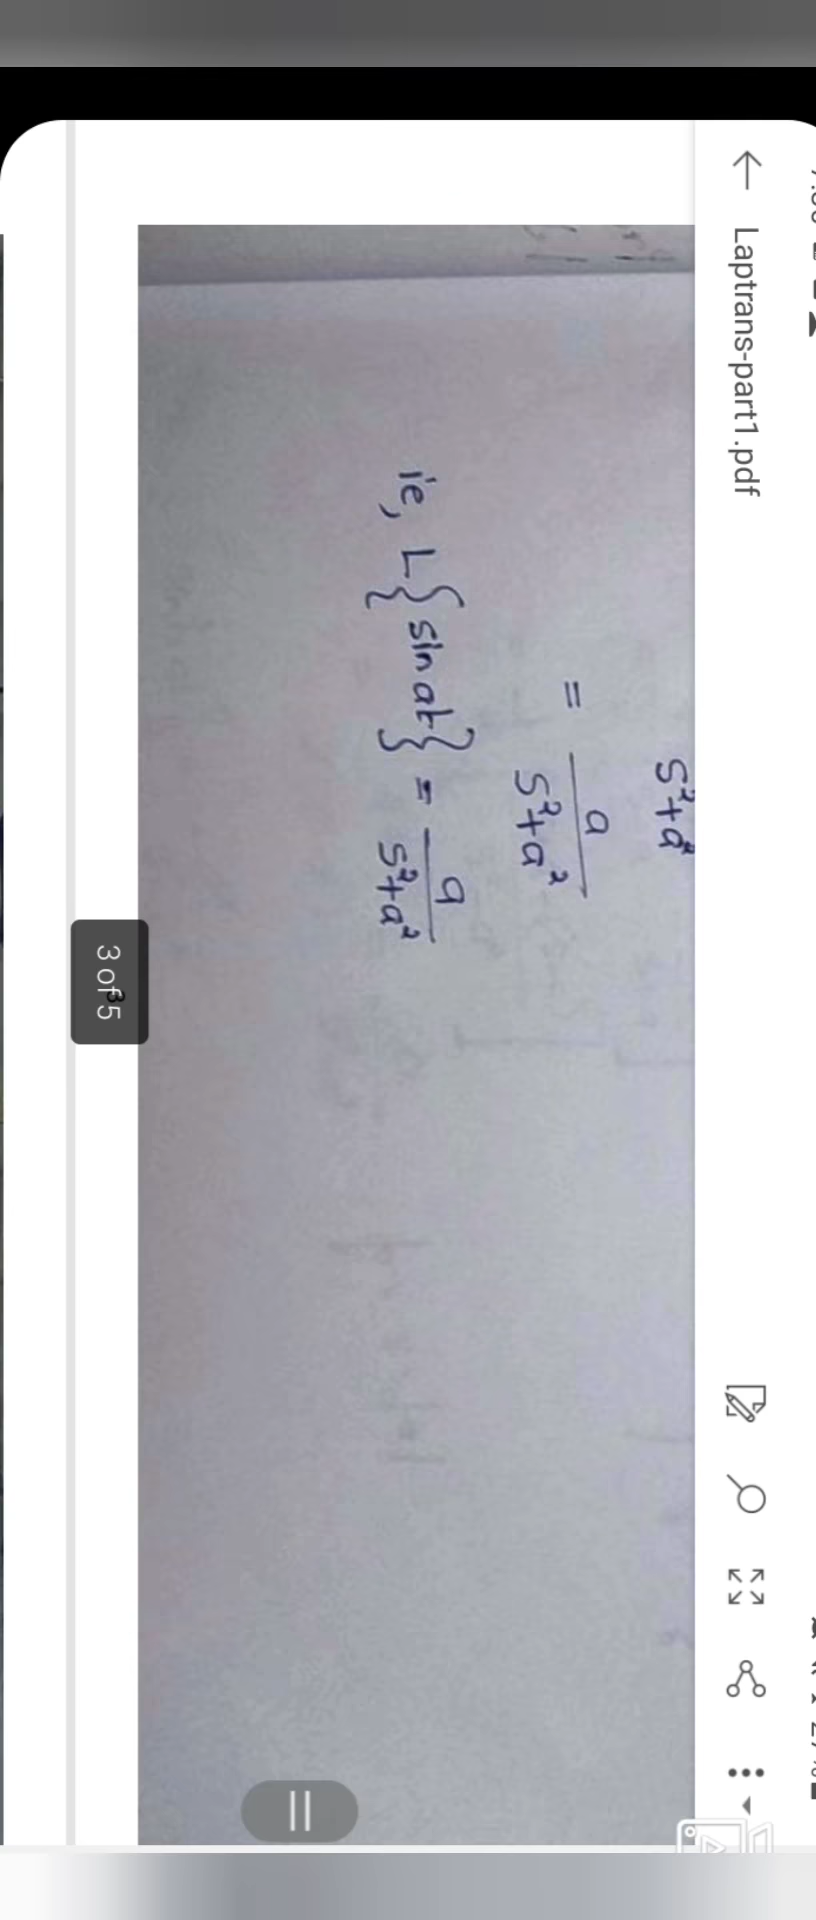 Laptrans-part1.pdf
s²+a²
= a/(s²+a²)
ie, L{sin at} = a/(s²+a²)
3 of 35